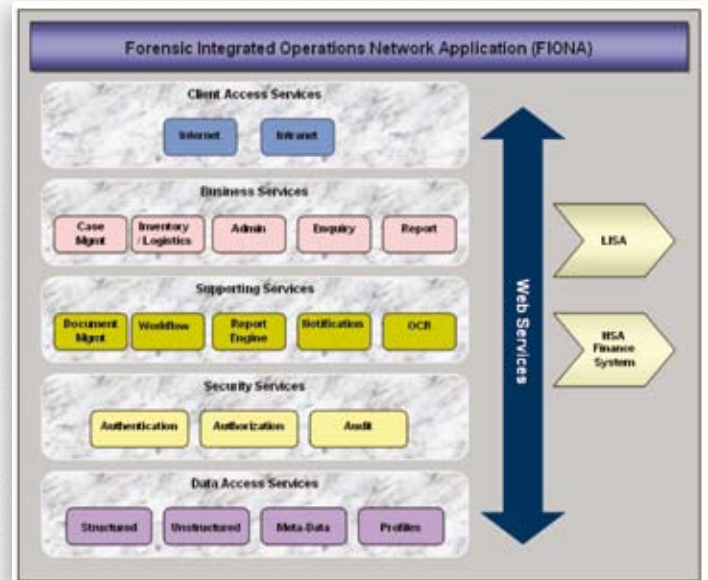 Forensic Integrated Operations Network Application (FIONA)
Client Access Services
Internet
Intranet
Business Services
Case
Mgmt
Inventory
/ Logistics
Admin
Enquiry
Report
Supporting Services
Document
Mgmt
Workflow
Report
Engine
Notification
OCR
Security Services
Authentication
Authorization
Audit
Data Access Services
Structured
Unstructured
Meta-Data
Profiles
Web Services
LISA
HSA
Finance
System